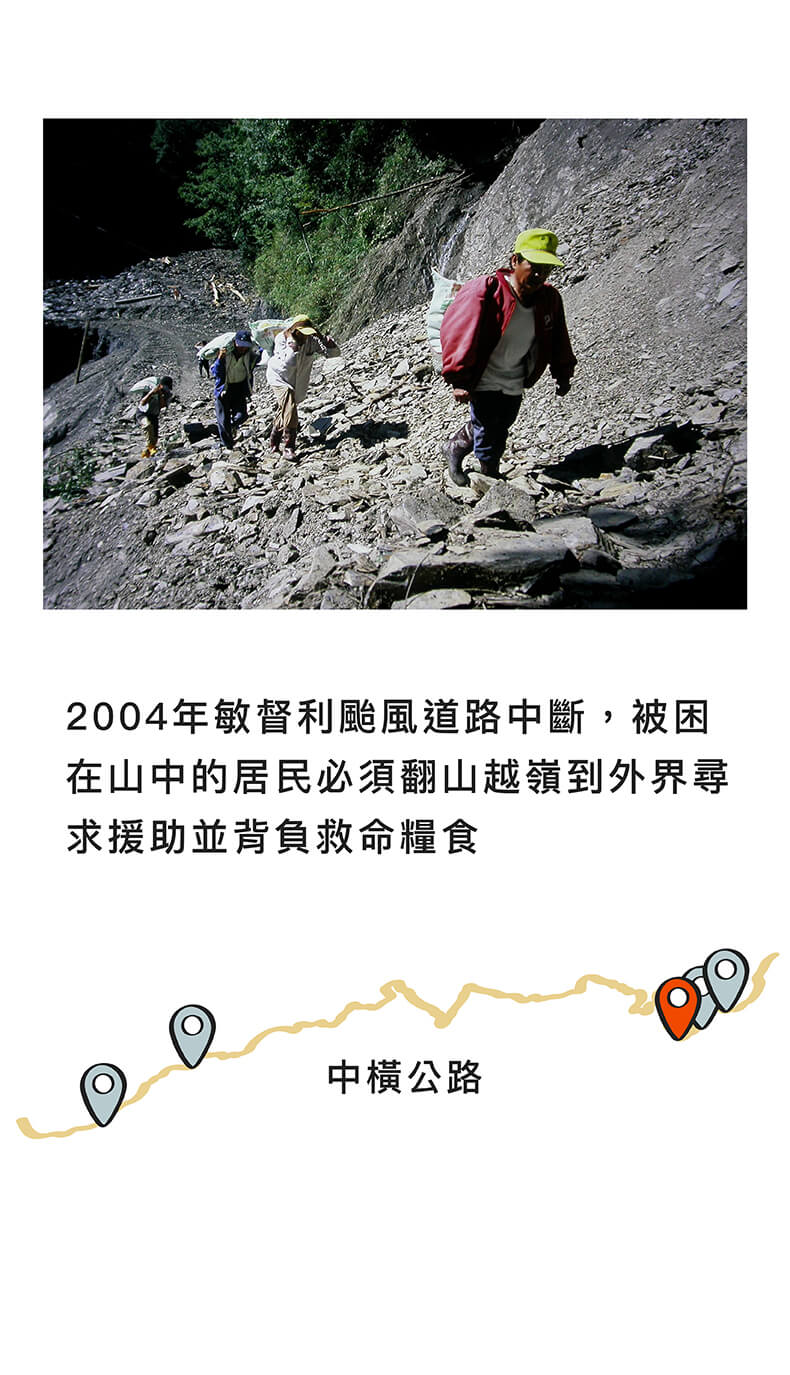 2004年敏督利颱風道路中斷，被困
在山中的居民必須翻山越嶺到外界尋
求援助並背負救命糧食
中橫公路